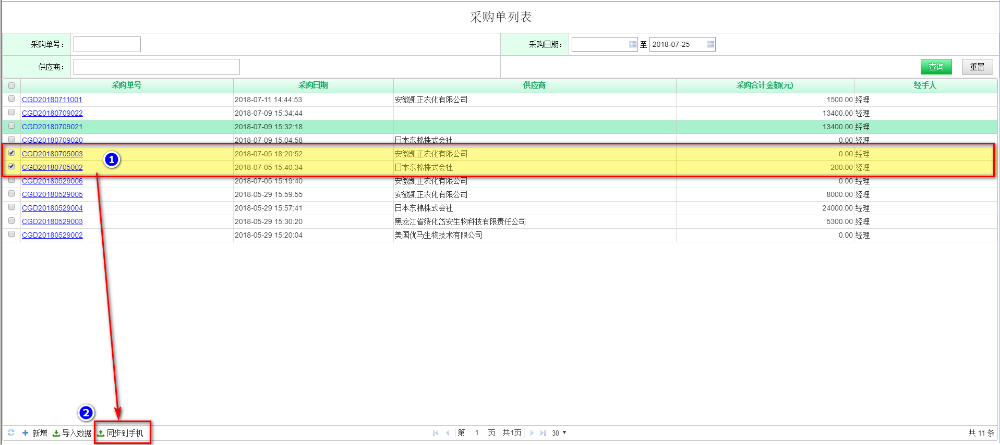 采购单列表
采购单号： 采购日期： 至 2018-07-25
供应商： 查询 重置
采购单号 采购日期 供应商 采购合计金额(元) 经手人
CGD20180711001 2018-07-11 14:44:53 安徽凯正农化有限公司 1500.00 经理
CGD20180709022 2018-07-09 15:34:44 13400.00 经理
CGD20180709021 2018-07-09 15:32:18 13400.00 经理
CGD20180709020 2018-07-09 15:04:58 日本东棉株式会社 0.00 经理
CGD20180705003 1 2018-07-05 18:20:52 安徽凯正农化有限公司 0.00 经理
CGD20180705002 2018-07-05 15:40:34 日本东棉株式会社 200.00 经理
CGD20180529006 2018-07-05 15:19:40 安徽凯正农化有限公司 0.00 经理
CGD20180529005 2018-05-29 15:59:55 安徽凯正农化有限公司 8000.00 经理
CGD20180529004 2018-05-29 15:57:41 日本东棉株式会社 24000.00 经理
CGD20180529003 2018-05-29 15:30:20 黑龙江省绥化岱安生物科技有限责任公司 5300.00 经理
CGD20180529002 2018-05-29 15:20:04 美国优马生物技术有限公司 0.00 经理
2
新增 导入数据 同步到手机 第 1 页 共1页 30 共 11 条